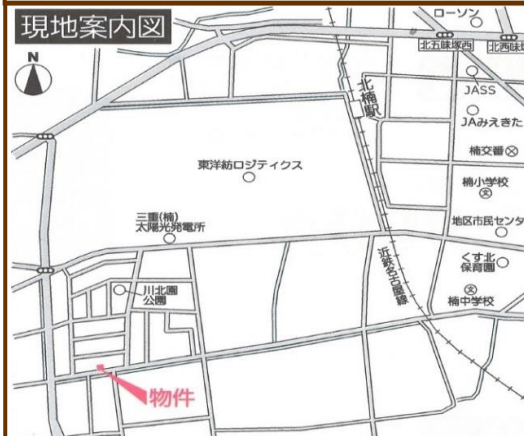 現地案内図
N
ローソン
北五味塚西
JASS
JAみえきた
北楠駅
楠交番
東洋紡ロジティクス
楠小学校
文
三重(楠)
太陽光発電所
地区市民センタ
近鉄名古屋線
くす北
保育園
川北園
公園
文
楠中学校
物件